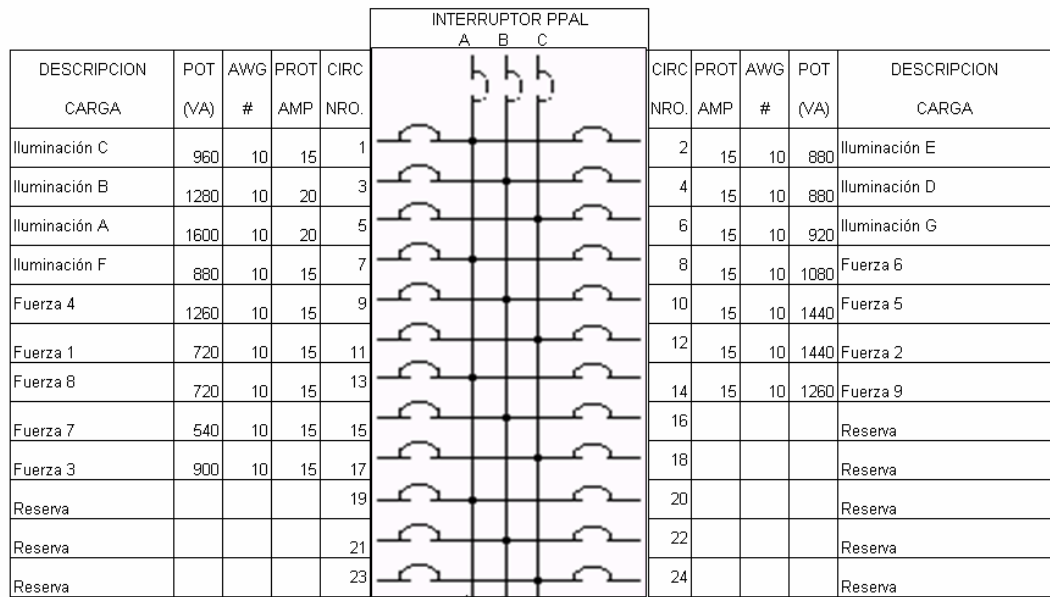 INTERRUPTOR PPAL
A B C
DESCRIPCION POT AWG PROT CIRC CIRC PROT AWG POT DESCRIPCION
CARGA (VA) # AMP NRO. NRO. AMP # (VA) CARGA
Iluminación C 960 10 15 1 2 15 10 880 Iluminación E
Iluminación B 1280 10 20 3 4 15 10 880 Iluminación D
Iluminación A 1600 10 20 5 6 15 10 920 Iluminación G
Iluminación F 880 10 15 7 8 15 10 1080 Fuerza 6
Fuerza 4 1260 10 15 9 10 15 10 1440 Fuerza 5
Fuerza 1 720 10 15 11 12 15 10 1440 Fuerza 2
Fuerza 8 720 10 15 13 14 15 10 1260 Fuerza 9
Fuerza 7 540 10 15 15 16 Reserva
Fuerza 3 900 10 15 17 18 Reserva
Reserva 19 20 Reserva
Reserva 21 22 Reserva
Reserva 23 24 Reserva